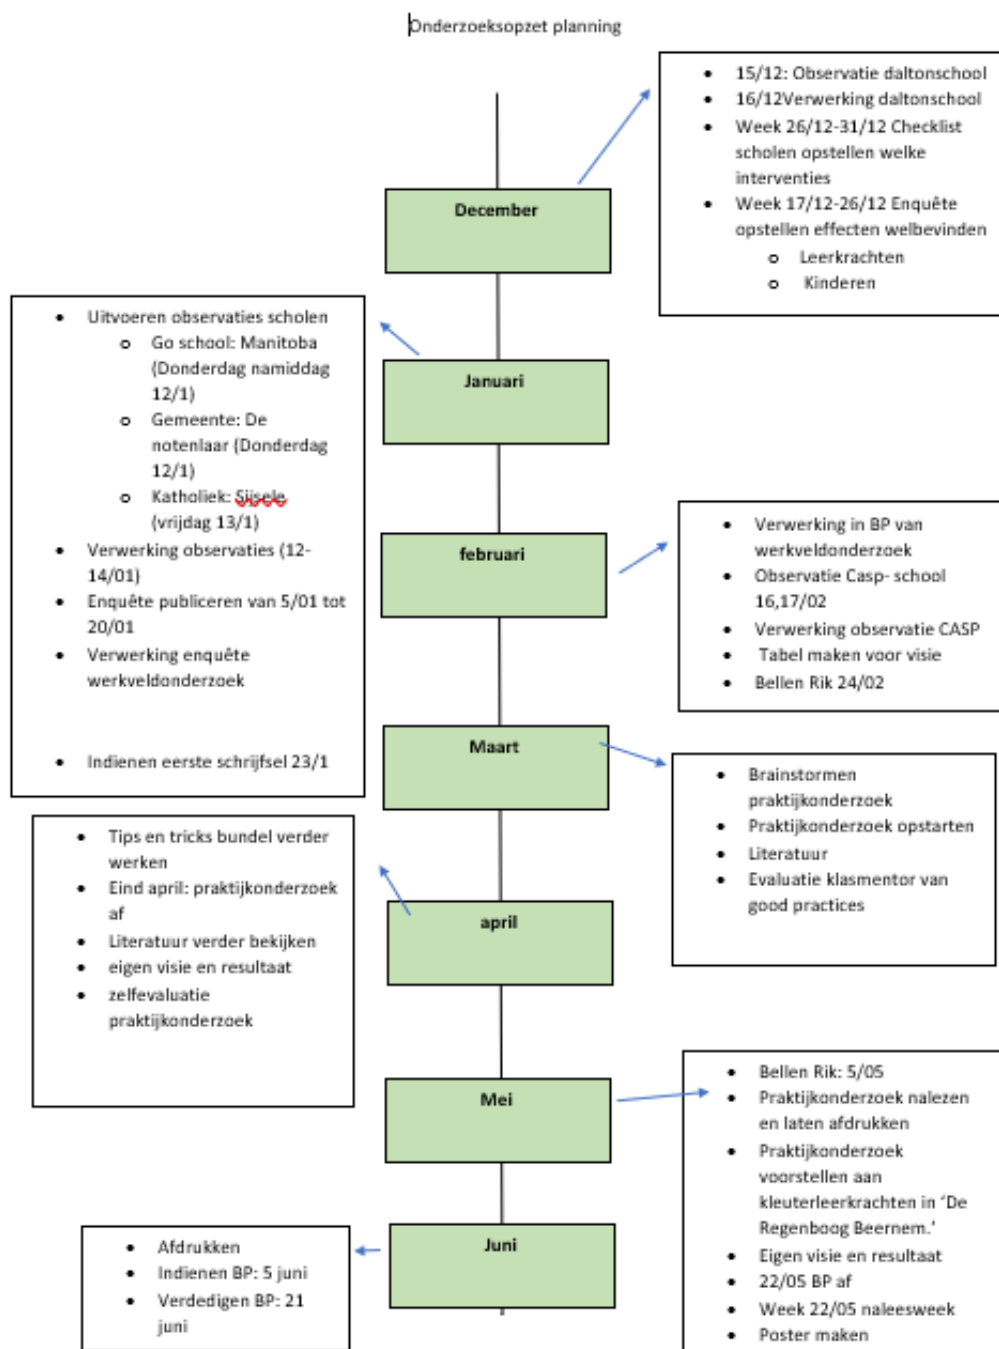 Onderzoeksopzet planning
December
• 15/12: Observatie daltonschool
• 16/12Verwerking daltonschool
• Week 26/12-31/12 Checklist
scholen opstellen welke
interventies
• Week 17/12-26/12 Enquête
opstellen effecten welbevinden
o Leerkrachten
o Kinderen
Januari
• Uitvoeren observaties scholen
o Go school: Manitoba
(Donderdag namiddag
12/1)
o Gemeente: De
notenlaar (Donderdag
12/1)
o Katholiek: Sijsele
(vrijdag 13/1)
• Verwerking observaties (12-
14/01)
• Enquête publiceren van 5/01 tot
20/01
• Verwerking enquête
werkveldonderzoek
• Indienen eerste schrijfsel 23/1
februari
• Verwerking in BP van
werkveldonderzoek
• Observatie Casp- school
16,17/02
• Verwerking observatie CASP
• Tabel maken voor visie
• Bellen Rik 24/02
Maart
• Brainstormen
praktijkonderzoek
• Praktijkonderzoek opstarten
• Literatuur
• Evaluatie klasmentor van
good practices
april
• Tips en tricks bundel verder
werken
• Eind april: praktijkonderzoek
af
• Literatuur verder bekijken
• eigen visie en resultaat
• zelfevaluatie
praktijkonderzoek
Mei
• Bellen Rik: 5/05
• Praktijkonderzoek nalezen
en laten afdrukken
• Praktijkonderzoek
voorstellen aan
kleuterleerkrachten in ‘De
Regenboog Beernem.’
• Eigen visie en resultaat
• 22/05 BP af
• Week 22/05 naleesweek
• Poster maken
Juni
• Afdrukken
• Indienen BP: 5 juni
• Verdedigen BP: 21
juni